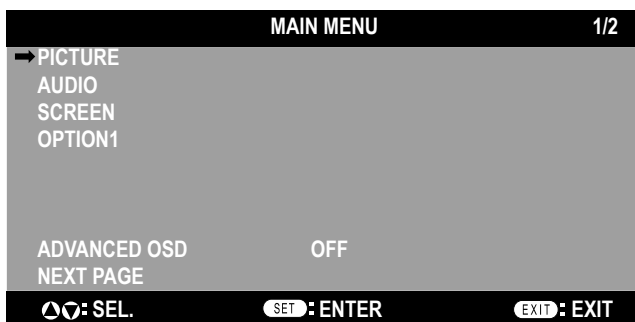 MAIN MENU 1/2
PICTURE
AUDIO
SCREEN
OPTION1
ADVANCED OSD OFF
NEXT PAGE
: SEL. SET : ENTER EXIT : EXIT